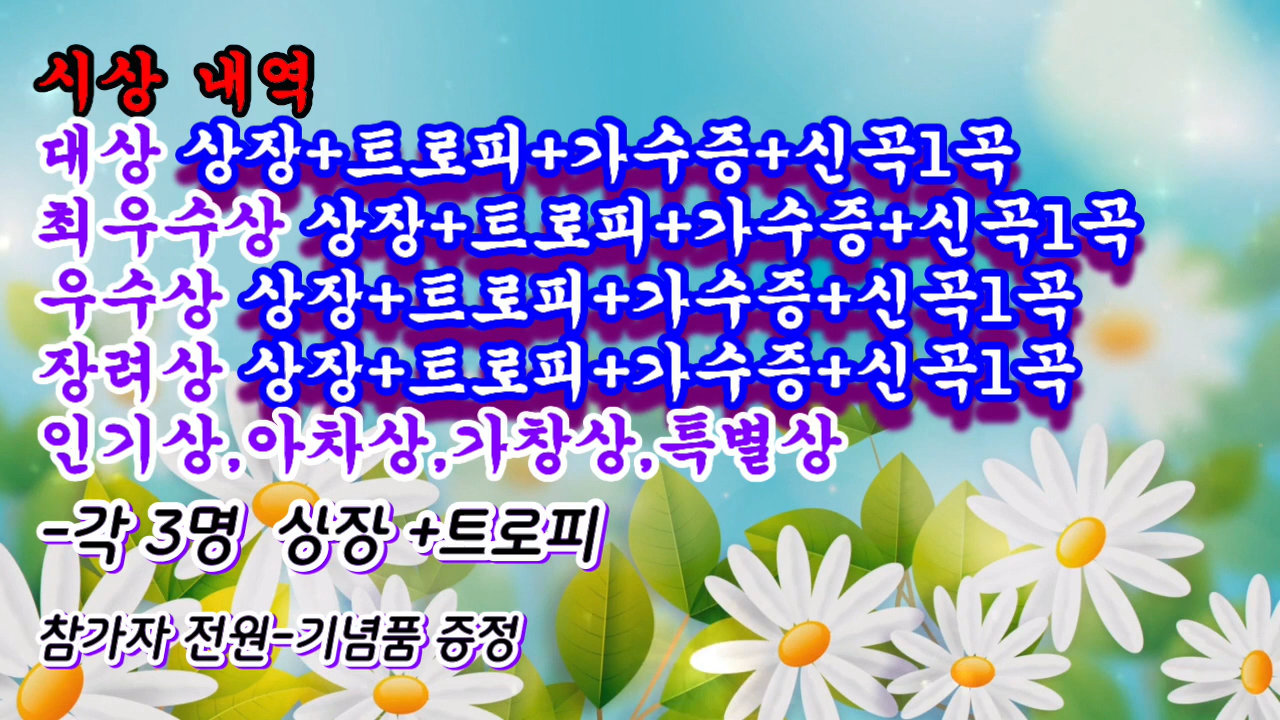 시상 내역
대상 상장+트로피+가수증+신곡1곡
최우수상 상장+트로피+가수증+신곡1곡
우수상 상장+트로피+가수증+신곡1곡
장려상 상장+트로피+가수증+신곡1곡
인기상,아차상,가창상,특별상
-각 3명 상장 +트로피
참가자 전원-기념품 증정